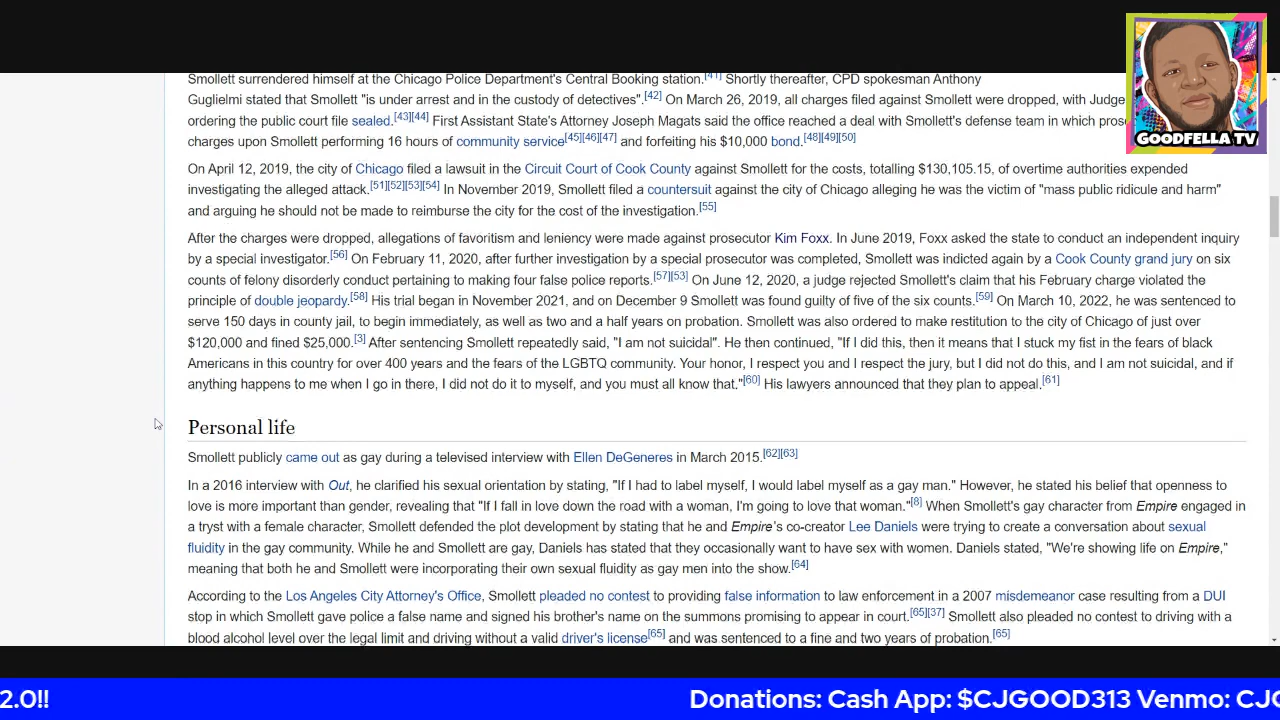 Smollett surrendered himself at the Chicago Police Department's Central Booking station.[41] Shortly thereafter, CPD spokesman Anthony
Guglielmi stated that Smollett "is under arrest and in the custody of detectives".[42] On March 26, 2019, all charges filed against Smollett were dropped, with Judge
ordering the public court file sealed.[43][44] First Assistant State's Attorney Joseph Magats said the office reached a deal with Smollett's defense team in which
charges upon Smollett performing 16 hours of community service[45][46][47] and forfeiting his $10,000 bond.[48][49][50]
On April 12, 2019, the city of Chicago filed a lawsuit in the Circuit Court of Cook County against Smollett for the costs, totalling $130,105.15, of overtime authorities expended
investigating the alleged attack.[51][52][53][54] In November 2019, Smollett filed a countersuit against the city of Chicago alleging he was the victim of "mass public ridicule and harm"
and arguing he should not be made to reimburse the city for the cost of the investigation.[55]
After the charges were dropped, allegations of favoritism and leniency were made against prosecutor Kim Foxx. In June 2019, Foxx asked the state to conduct an independent inquiry
by a special investigator.[56] On February 11, 2020, after further investigation by a special prosecutor was completed, Smollett was indicted again by a Cook County grand jury on six
counts of felony disorderly conduct pertaining to making four false police reports.[57][53] On June 12, 2020, a judge rejected Smollett's claim that his February charge violated the
principle of double jeopardy.[58] His trial began in November 2021, and on December 9 Smollett was found guilty of five of the six counts.[59] On March 10, 2022, he was sentenced to
serve 150 days in county jail, to begin immediately, as well as two and a half years on probation. Smollett was also ordered to make restitution to the city of Chicago of just over
$120,000 and fined $25,000.[3] After sentencing Smollett repeatedly said, "I am not suicidal". He then continued, "If I did this, then it means that I stuck my fist in the fears of black
Americans in this country for over 400 years and the fears of the LGBTQ community. Your honor, I respect you and I respect the jury, but I did not do this, and I am not suicidal, and if
anything happens to me when I go in there, I did not do it to myself, and you must all know that."[60] His lawyers announced that they plan to appeal.[61]
Personal life
Smollett publicly came out as gay during a televised interview with Ellen DeGeneres in March 2015.[62][63]
In a 2016 interview with Out, he clarified his sexual orientation by stating, "If I had to label myself, I would label myself as a gay man." However, he stated his belief that openness to
love is more important than gender, revealing that "If I fall in love down the road with a woman, I'm going to love that woman."[8] When Smollett's gay character from Empire engaged in
a tryst with a female character, Smollett defended the plot development by stating that he and Empire's co-creator Lee Daniels were trying to create a conversation about sexual
fluidity in the gay community. While he and Smollett are gay, Daniels has stated that they occasionally want to have sex with women. Daniels stated, "We're showing life on Empire,"
meaning that both he and Smollett were incorporating their own sexual fluidity as gay men into the show.[64]
According to the Los Angeles City Attorney's Office, Smollett pleaded no contest to providing false information to law enforcement in a 2007 misdemeanor case resulting from a DUI
stop in which Smollett gave police a false name and signed his brother's name on the summons promising to appear in court.[65][37] Smollett also pleaded no contest to driving with a
blood alcohol level over the legal limit and driving without a valid driver's license[65] and was sentenced to a fine and two years of probation.[65]
GOODFELLA TV
2.0!! Donations: Cash App: $CJGOOD313 Venmo: